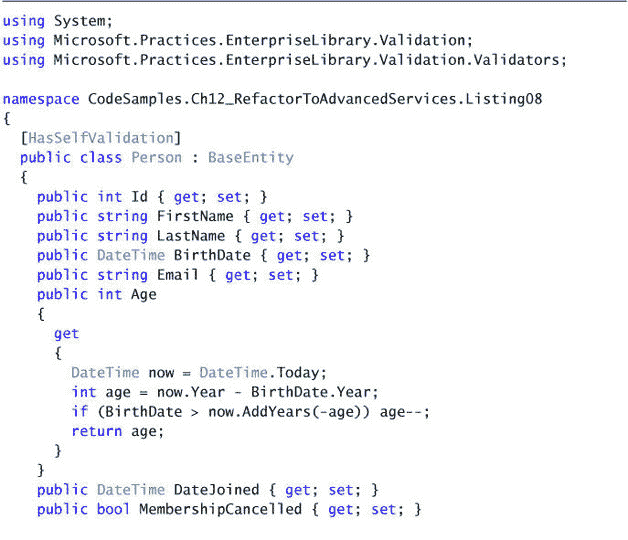 using System;
using Microsoft.Practices.EnterpriseLibrary.Validation;
using Microsoft.Practices.EnterpriseLibrary.Validation.Validators;
namespace CodeSamples.Ch12_RefactorToAdvancedServices.Listing08
{
[HasSelfValidation]
public class Person : BaseEntity
{
public int Id { get; set; }
public string FirstName { get; set; }
public string LastName { get; set; }
public DateTime BirthDate { get; set; }
public string Email { get; set; }
public int Age
{
get
{
DateTime now = DateTime.Today;
int age = now.Year - BirthDate.Year;
if (BirthDate > now.AddYears(-age)) age--;
return age;
}
}
public DateTime DateJoined { get; set; }
public bool MembershipCancelled { get; set; }